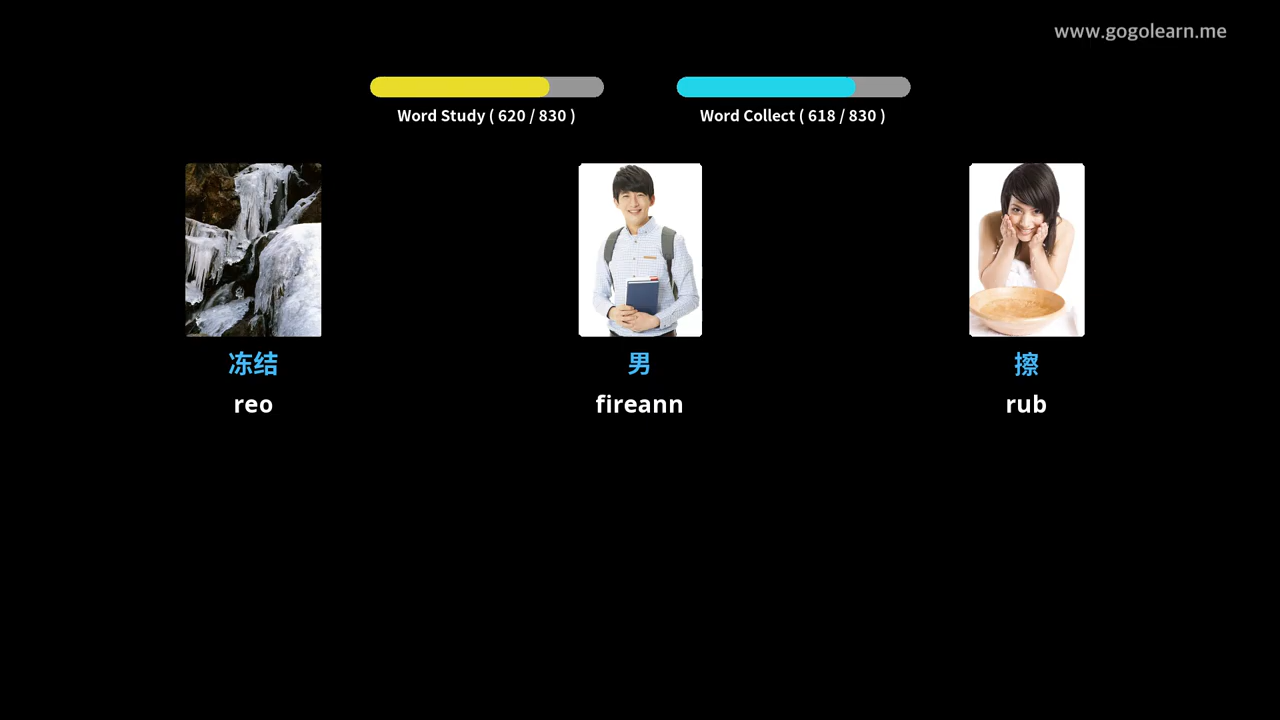 www.gogolearn.me
Word Study ( 620 / 830 )
Word Collect ( 618 / 830 )
冻结
reo
男
fireann
擦
rub